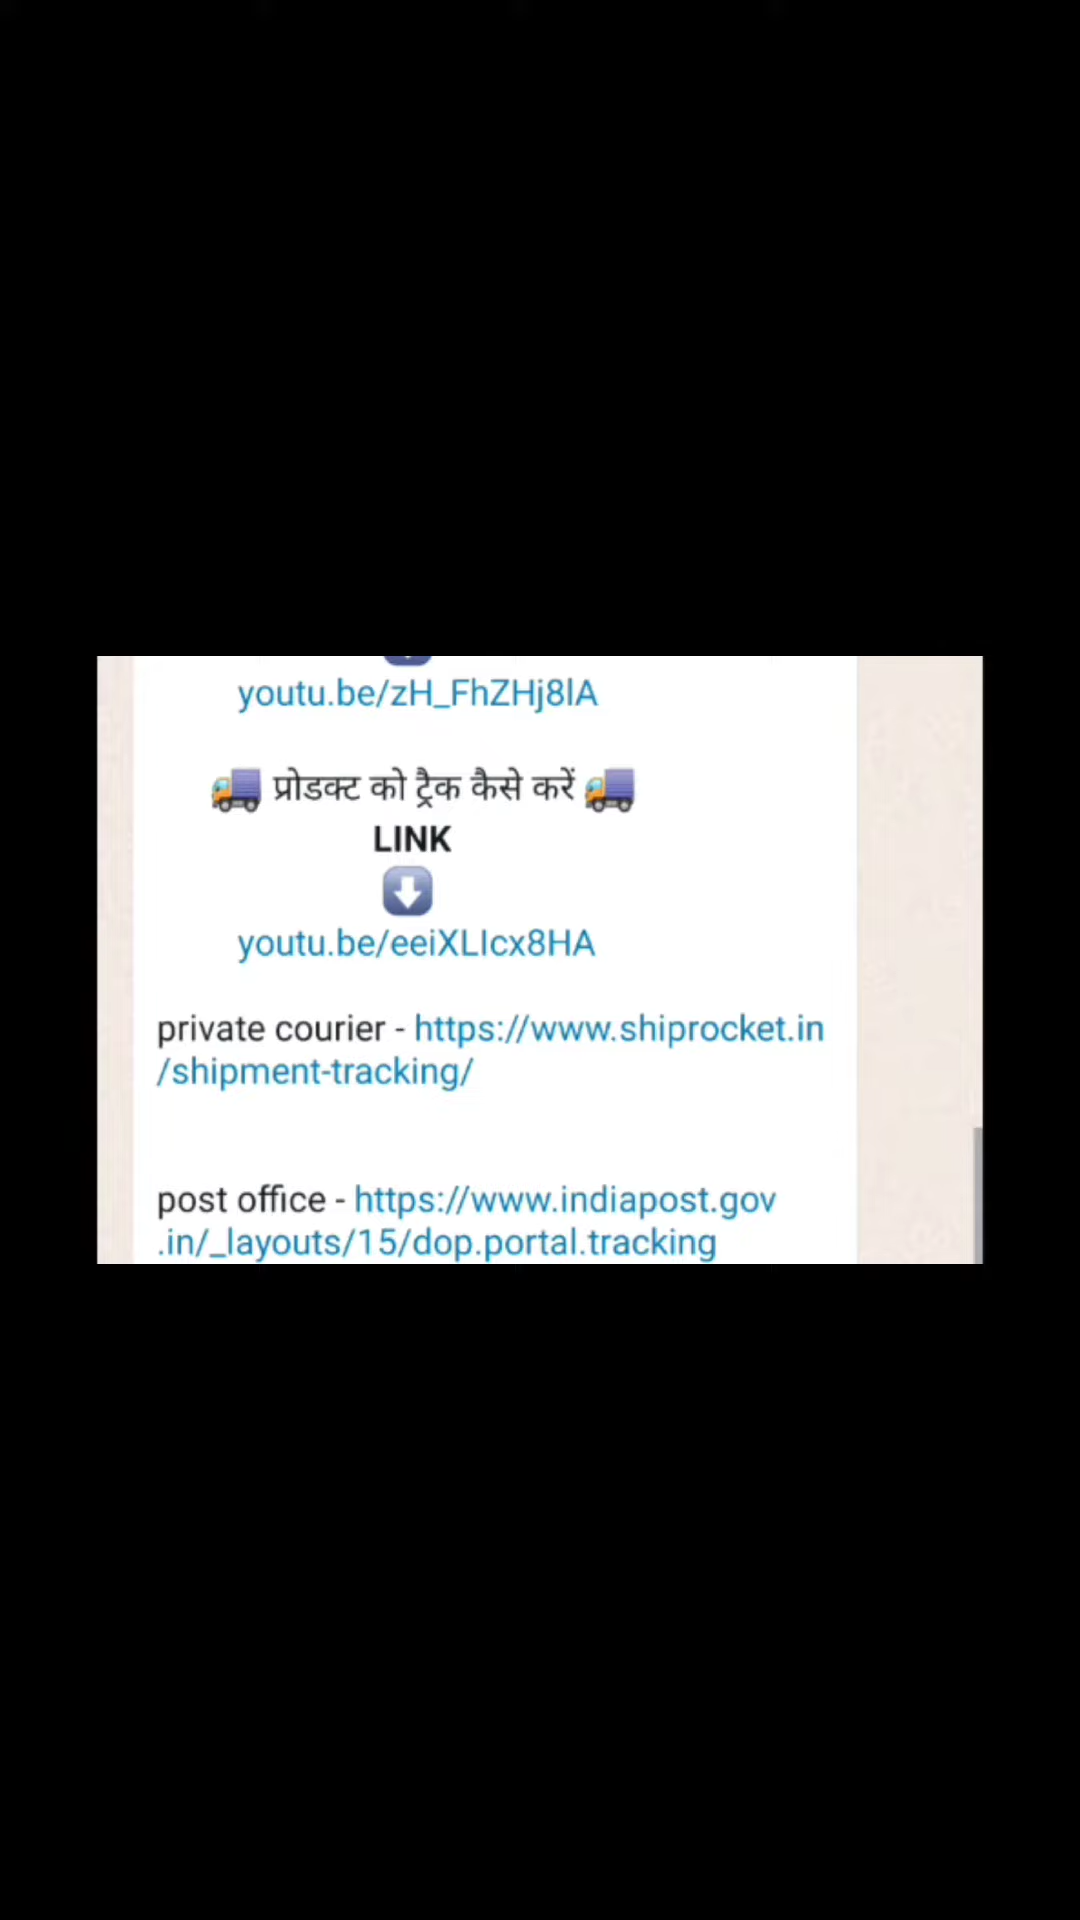 youtu.be/zH_FhZHj8lA
🚚 प्रोडक्ट को ट्रैक कैसे करें 🚚
LINK
⬇️
youtu.be/eeiXLIcx8HA
private courier - https://www.shiprocket.in
/shipment-tracking/
post office - https://www.indiapost.gov
.in/_layouts/15/dop.portal.tracking